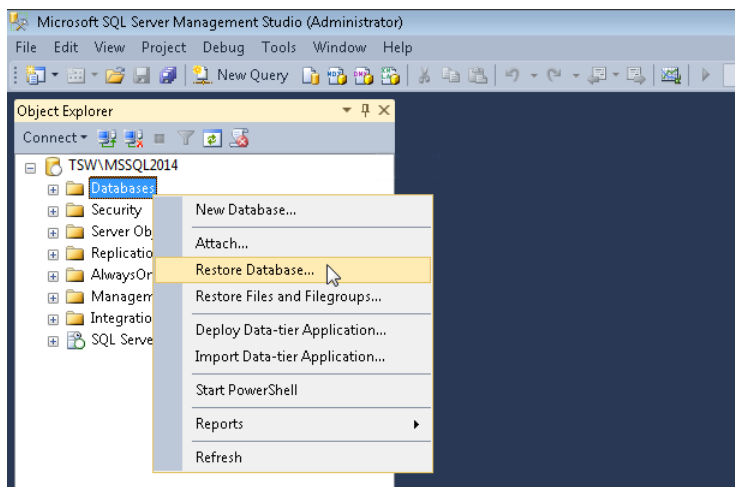 Microsoft SQL Server Management Studio (Administrator)
File Edit View Project Debug Tools Window Help
New Query
Object Explorer
Connect
TSW\MSSQL2014
Databases
Security
Server Ob
Replicatio
AlwaysOn
Managem
Integratio
SQL Serve
New Database...
Attach...
Restore Database...
Restore Files and Filegroups...
Deploy Data-tier Application...
Import Data-tier Application...
Start PowerShell
Reports
Refresh